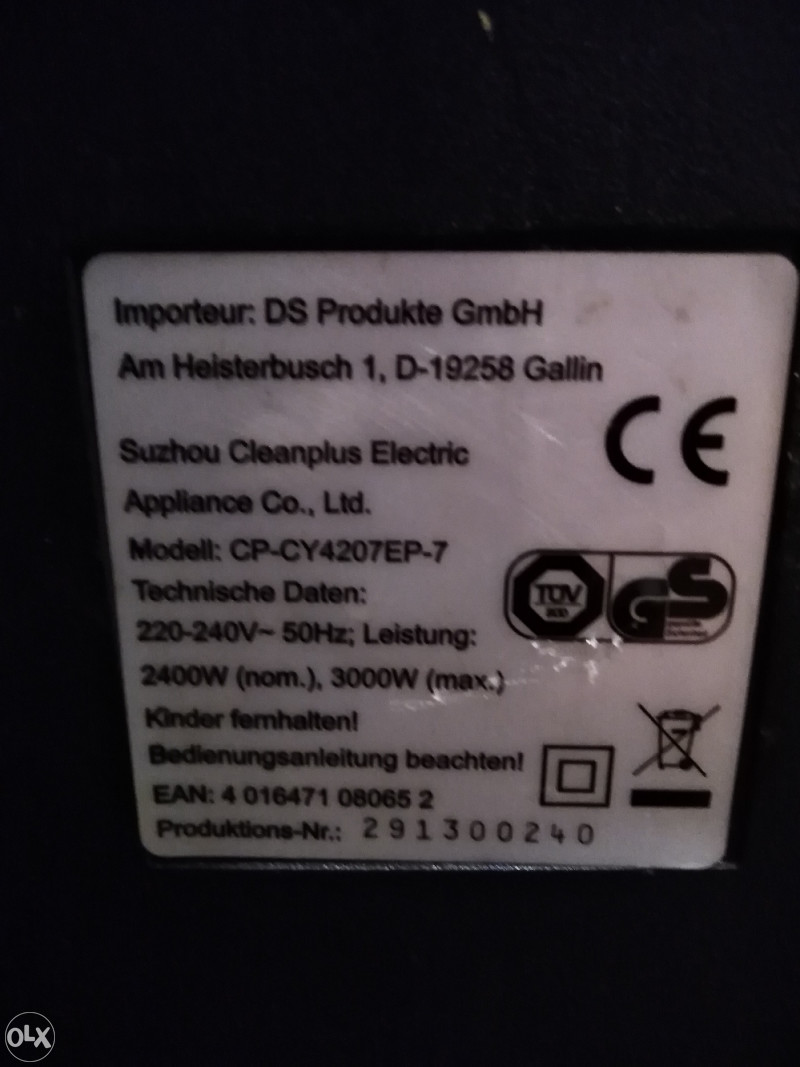 Importeur: DS Produkte GmbH
Am Heisterbusch 1, D-19258 Gallin
Suzhou Cleanplus Electric
Appliance Co., Ltd.
CE
Modell: CP-CY4207EP-7
Technische Daten:
TÜV
GS
220-240V~ 50Hz; Leistung:
2400W (nom.), 3000W (max.)
Kinder fernhalten!
Bedienungsanleitung beachten!
EAN: 4 016471 08065 2
Produktions-Nr.: 291300240
OLX